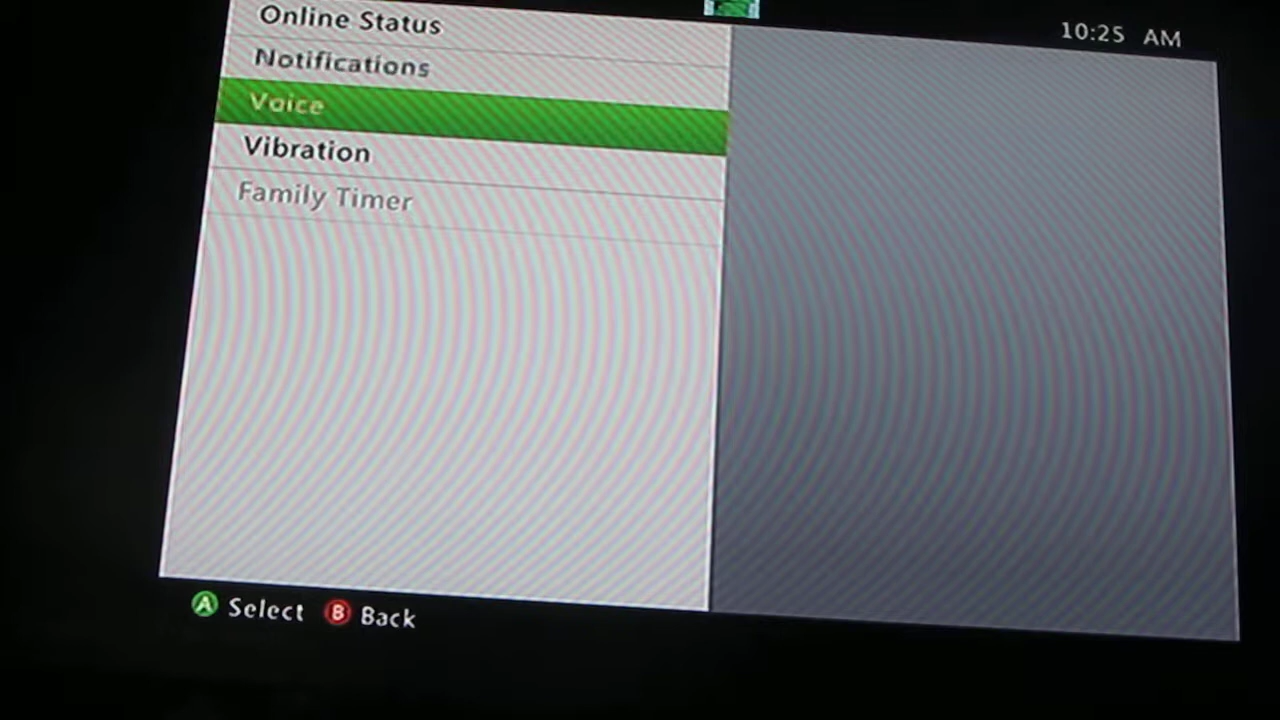 Online Status
10:25 AM
Notifications
Voice
Vibration
Family Timer
A Select B Back